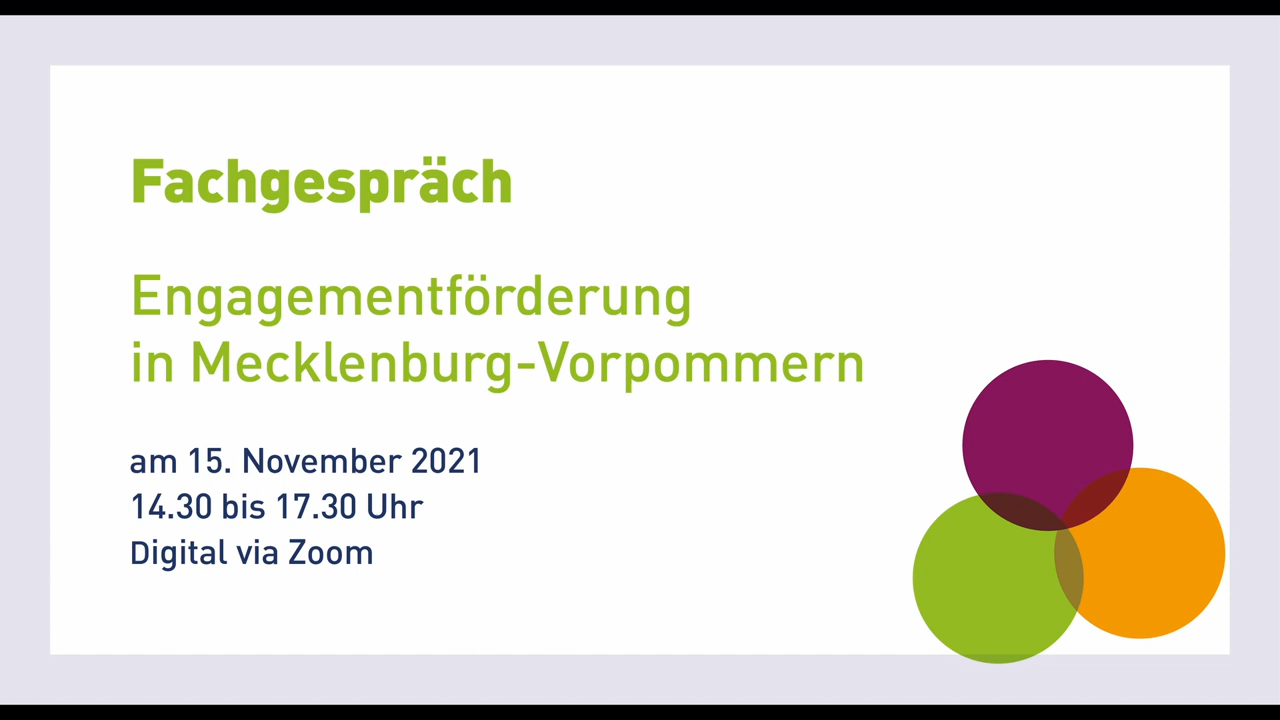 Fachgespräch
Engagementförderung
in Mecklenburg-Vorpommern
am 15. November 2021
14.30 bis 17.30 Uhr
Digital via Zoom